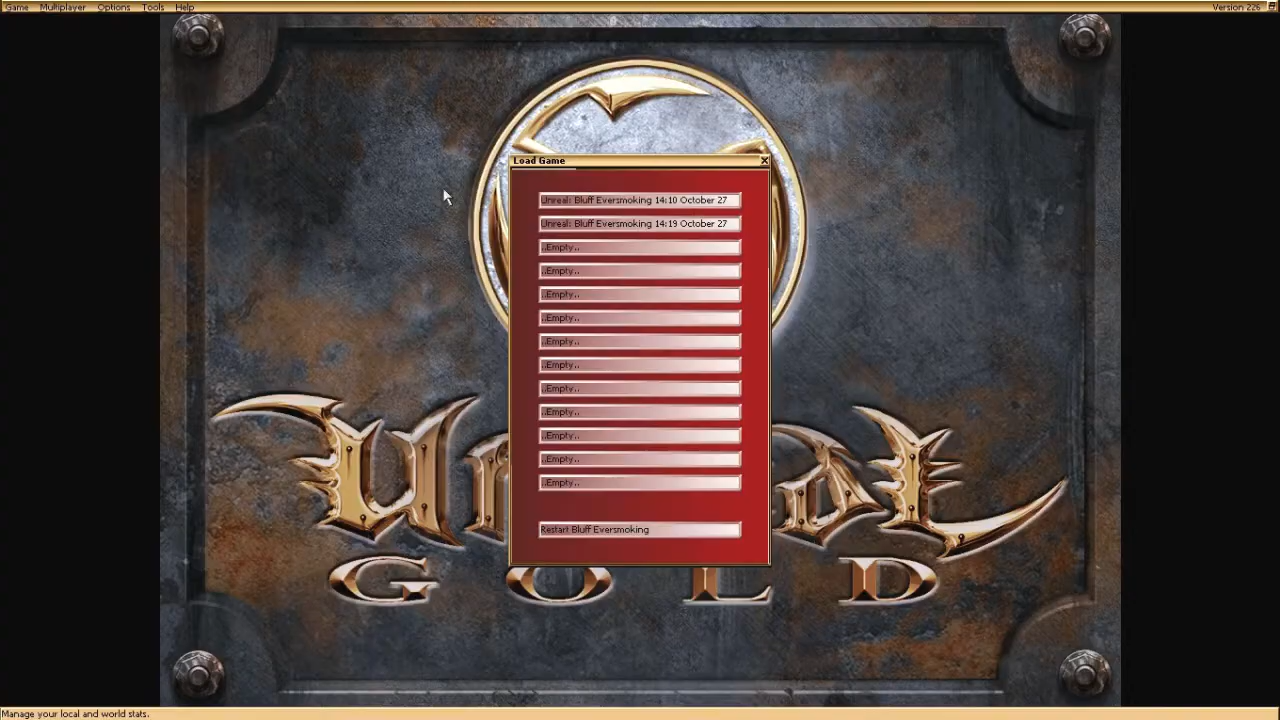 Game Multiplayer Options Tools Help Version 226
Load Game
Unreal: Bluff Eversmoking 14:10 October 27
Unreal: Bluff Eversmoking 14:19 October 27
..Empty..
..Empty..
..Empty..
..Empty..
..Empty..
..Empty..
..Empty..
..Empty..
..Empty..
..Empty..
..Empty..
Restart Bluff Eversmoking
Unreal
GOLD
Manage your local and world stats.